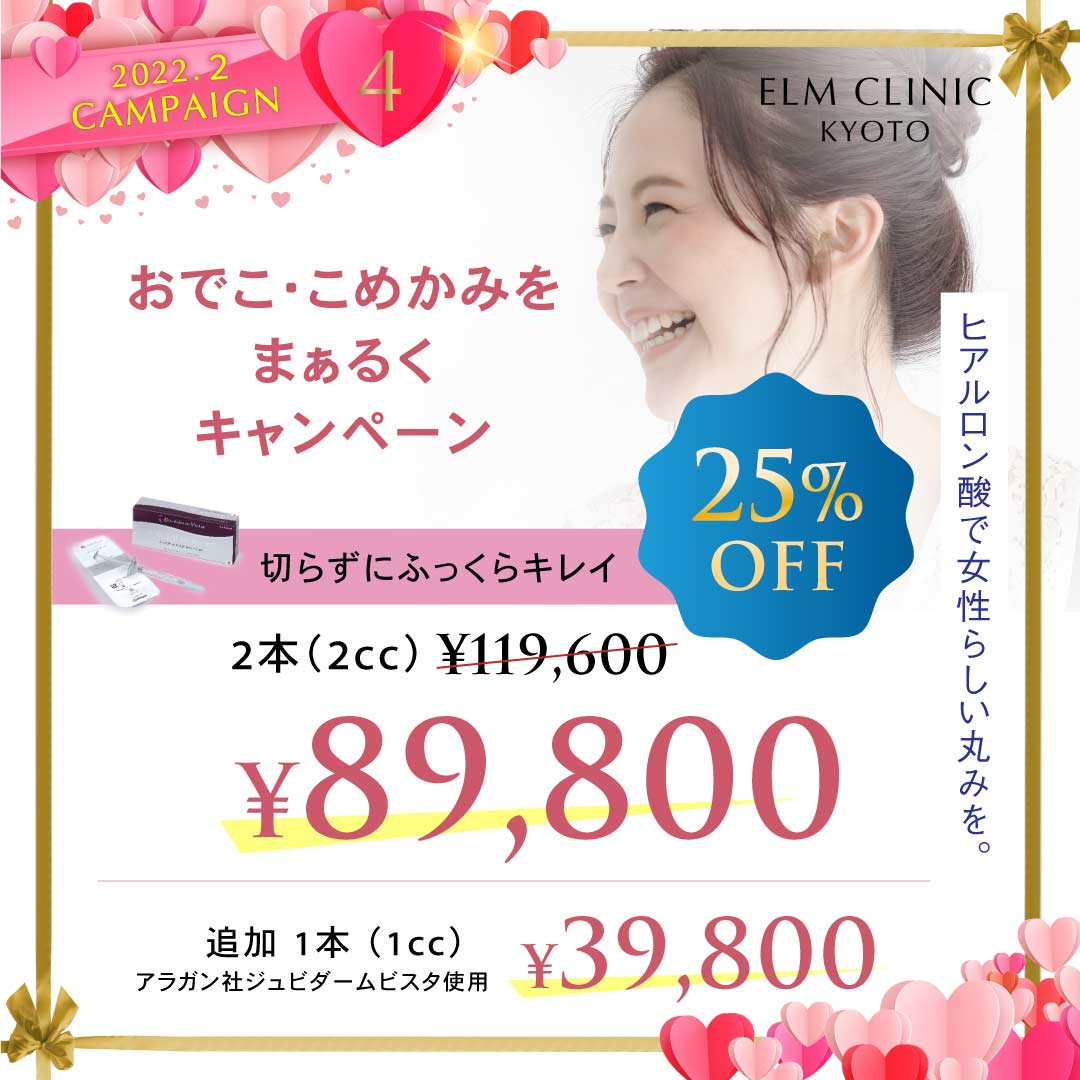 2022.2
CAMPAIGN
4
ELM CLINIC
KYOTO
おでこ・こめかみを
まぁるく
キャンペーン
ヒアルロン酸で女性らしい丸みを。
25%
OFF
切らずにふっくらキレイ
2本（2cc）¥119,600
¥89,800
追加 1本（1cc）
アラガン社ジュビダームビスタ使用
¥39,800